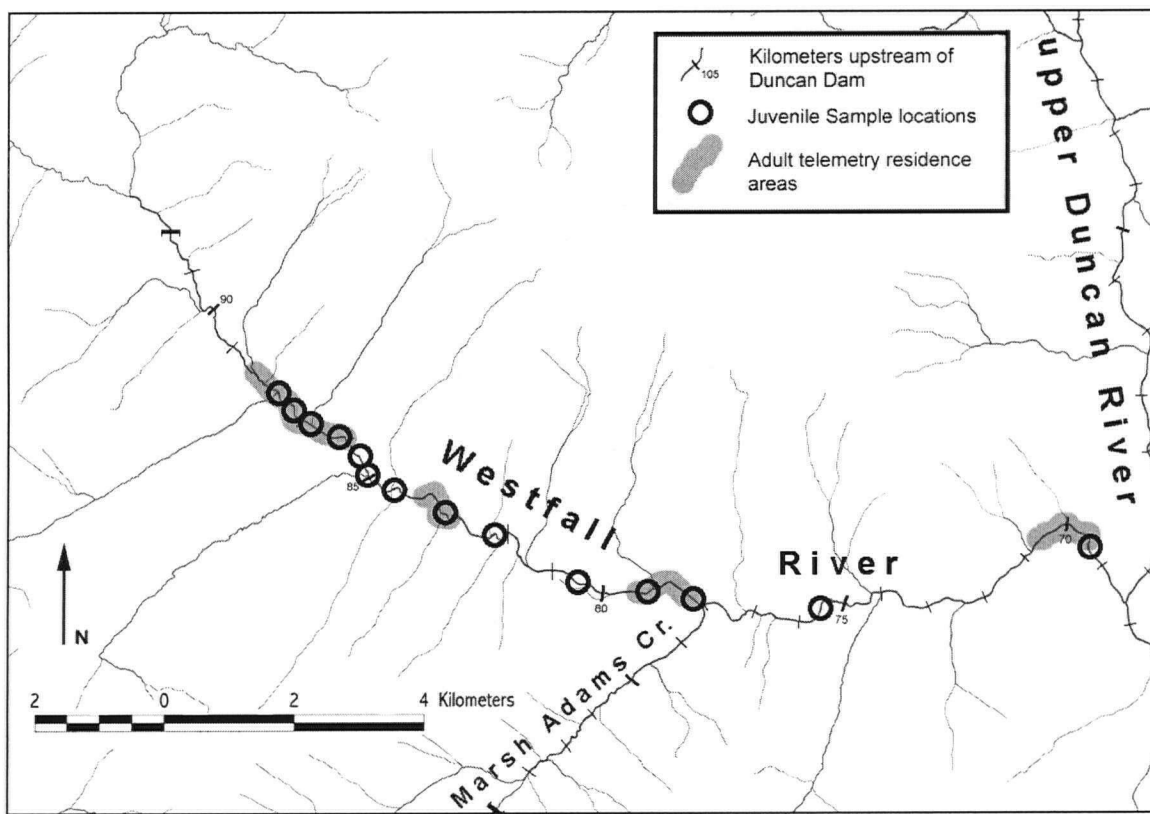 Kilometers upstream of
Duncan Dam
105
Juvenile Sample locations
Adult telemetry residence
areas
upper Duncan River
90
85
Westfall River
80
75
70
Marsh Adams Cr.
N
2 0 2 4 Kilometers